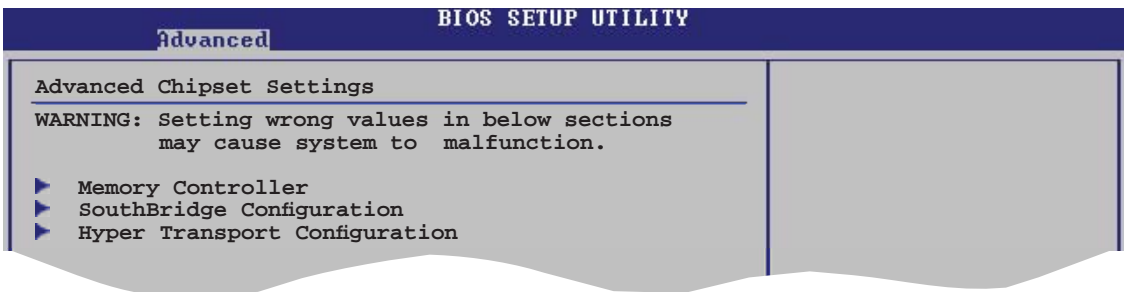 BIOS SETUP UTILITY
Advanced
Advanced Chipset Settings
WARNING: Setting wrong values in below sections
may cause system to malfunction.
Memory Controller
SouthBridge Configuration
Hyper Transport Configuration